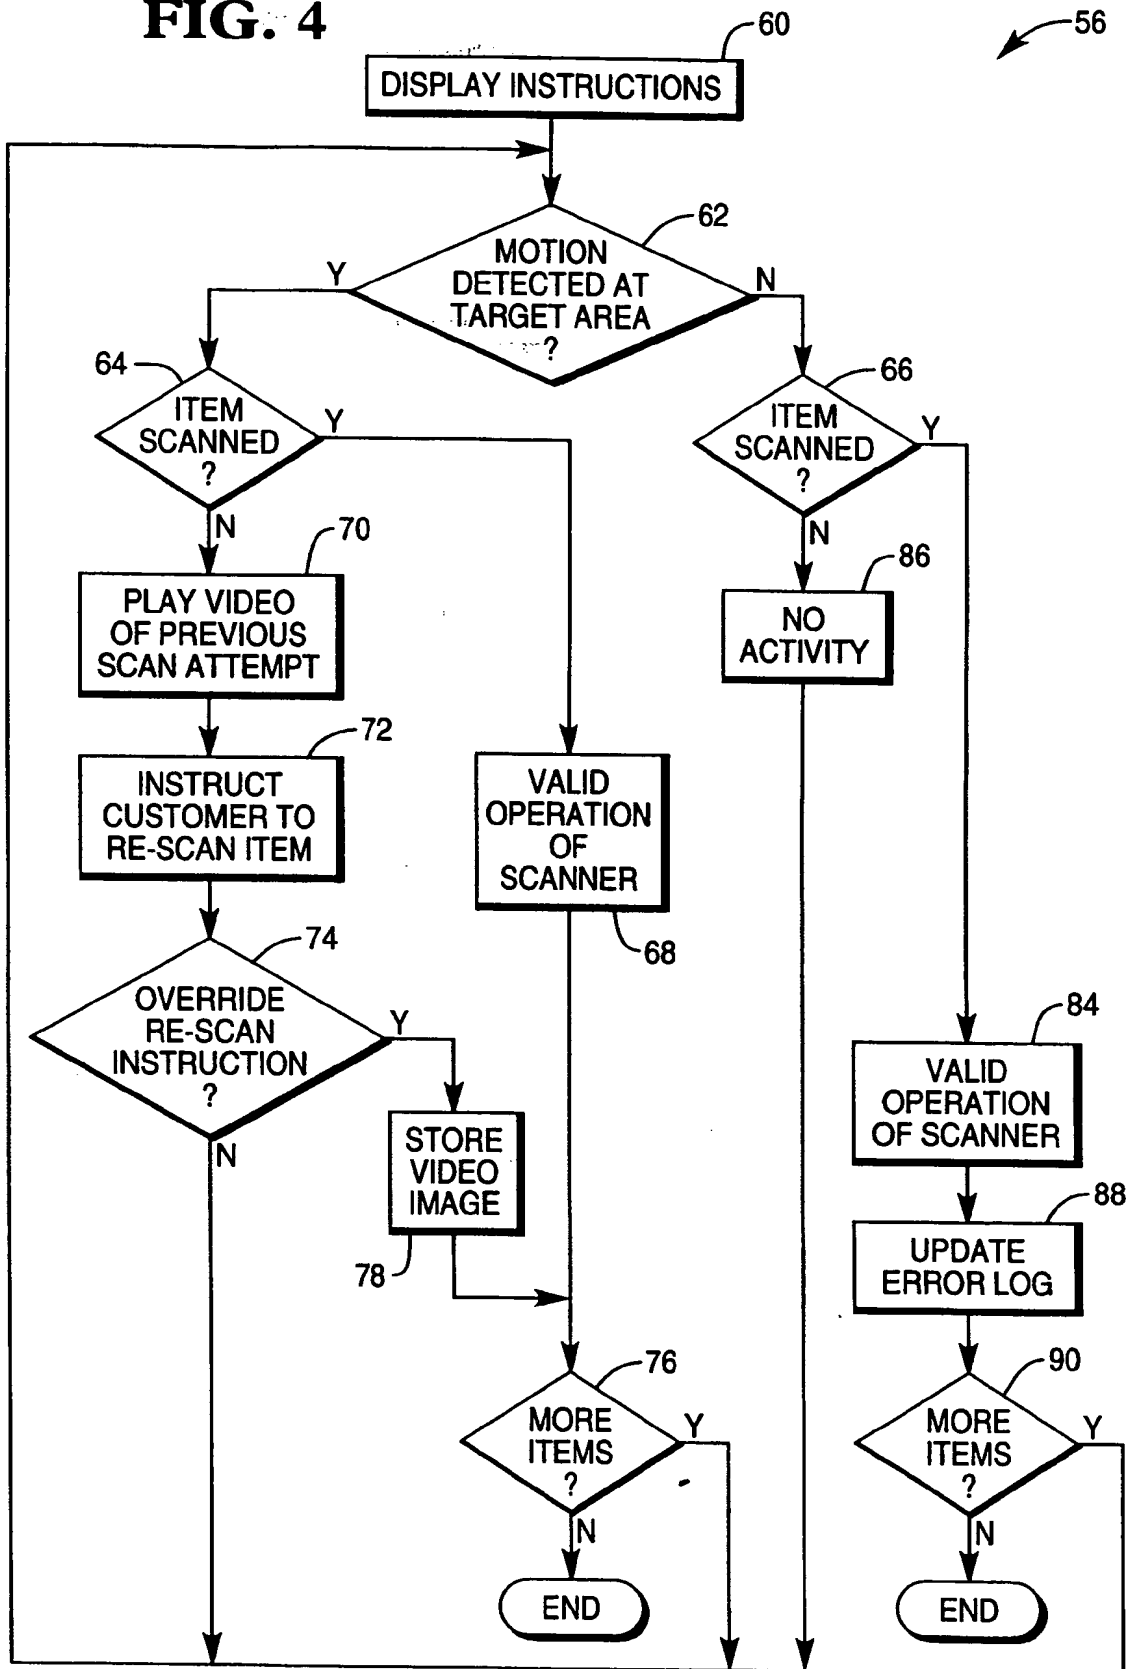 FIG. 4
60
56
DISPLAY INSTRUCTIONS
62
MOTION
DETECTED AT
TARGET AREA
?
Y
N
64
ITEM
SCANNED
?
Y
N
66
ITEM
SCANNED
?
Y
N
70
PLAY VIDEO
OF PREVIOUS
SCAN ATTEMPT
86
NO
ACTIVITY
72
INSTRUCT
CUSTOMER TO
RE-SCAN ITEM
VALID
OPERATION
OF
SCANNER
68
74
OVERRIDE
RE-SCAN
INSTRUCTION
?
Y
N
84
VALID
OPERATION
OF SCANNER
STORE
VIDEO
IMAGE
78
88
UPDATE
ERROR LOG
76
MORE
ITEMS
?
Y
N
END
90
MORE
ITEMS
?
Y
N
END